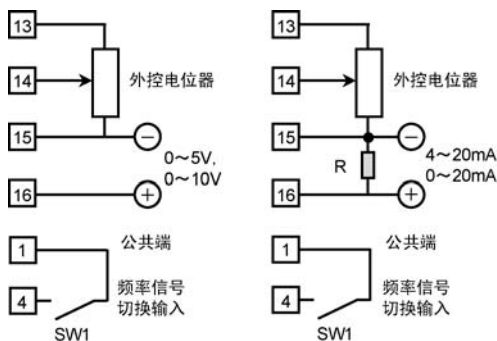 13
14
外控电位器
15
−
0～5V,
0～10V
16
+
1
公共端
4
频率信号
切换输入
SW1
13
14
外控电位器
15
−
R
4～20mA
0～20mA
16
+
1
公共端
4
频率信号
切换输入
SW1